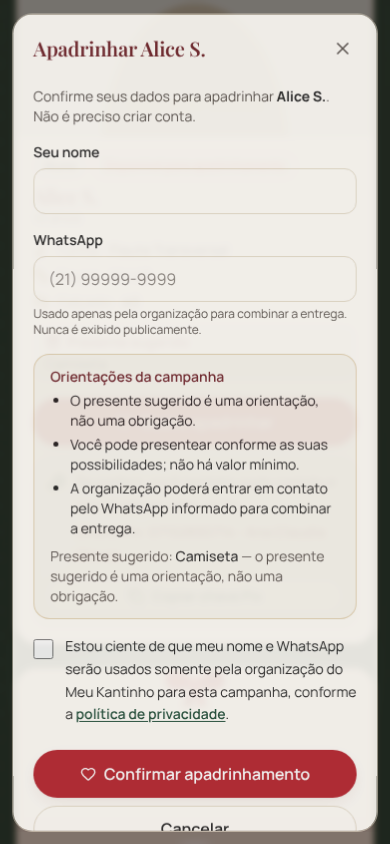 Apadrinhar Alice S.
Confirme seus dados para apadrinhar Alice S..
Não é preciso criar conta.
Seu nome
WhatsApp
(21) 99999-9999
Usado apenas pela organização para combinar a entrega.
Nunca é exibido publicamente.
Orientações da campanha
• O presente sugerido é uma orientação,
não uma obrigação.
• Você pode presentear conforme as suas
possibilidades; não há valor mínimo.
• A organização poderá entrar em contato
pelo WhatsApp informado para combinar
a entrega.
Presente sugerido: Camiseta — o presente
sugerido é uma orientação, não uma
obrigação.
Estou ciente de que meu nome e WhatsApp
serão usados somente pela organização do
Meu Kantinho para esta campanha, conforme
a política de privacidade.
Confirmar apadrinhamento
Cancelar